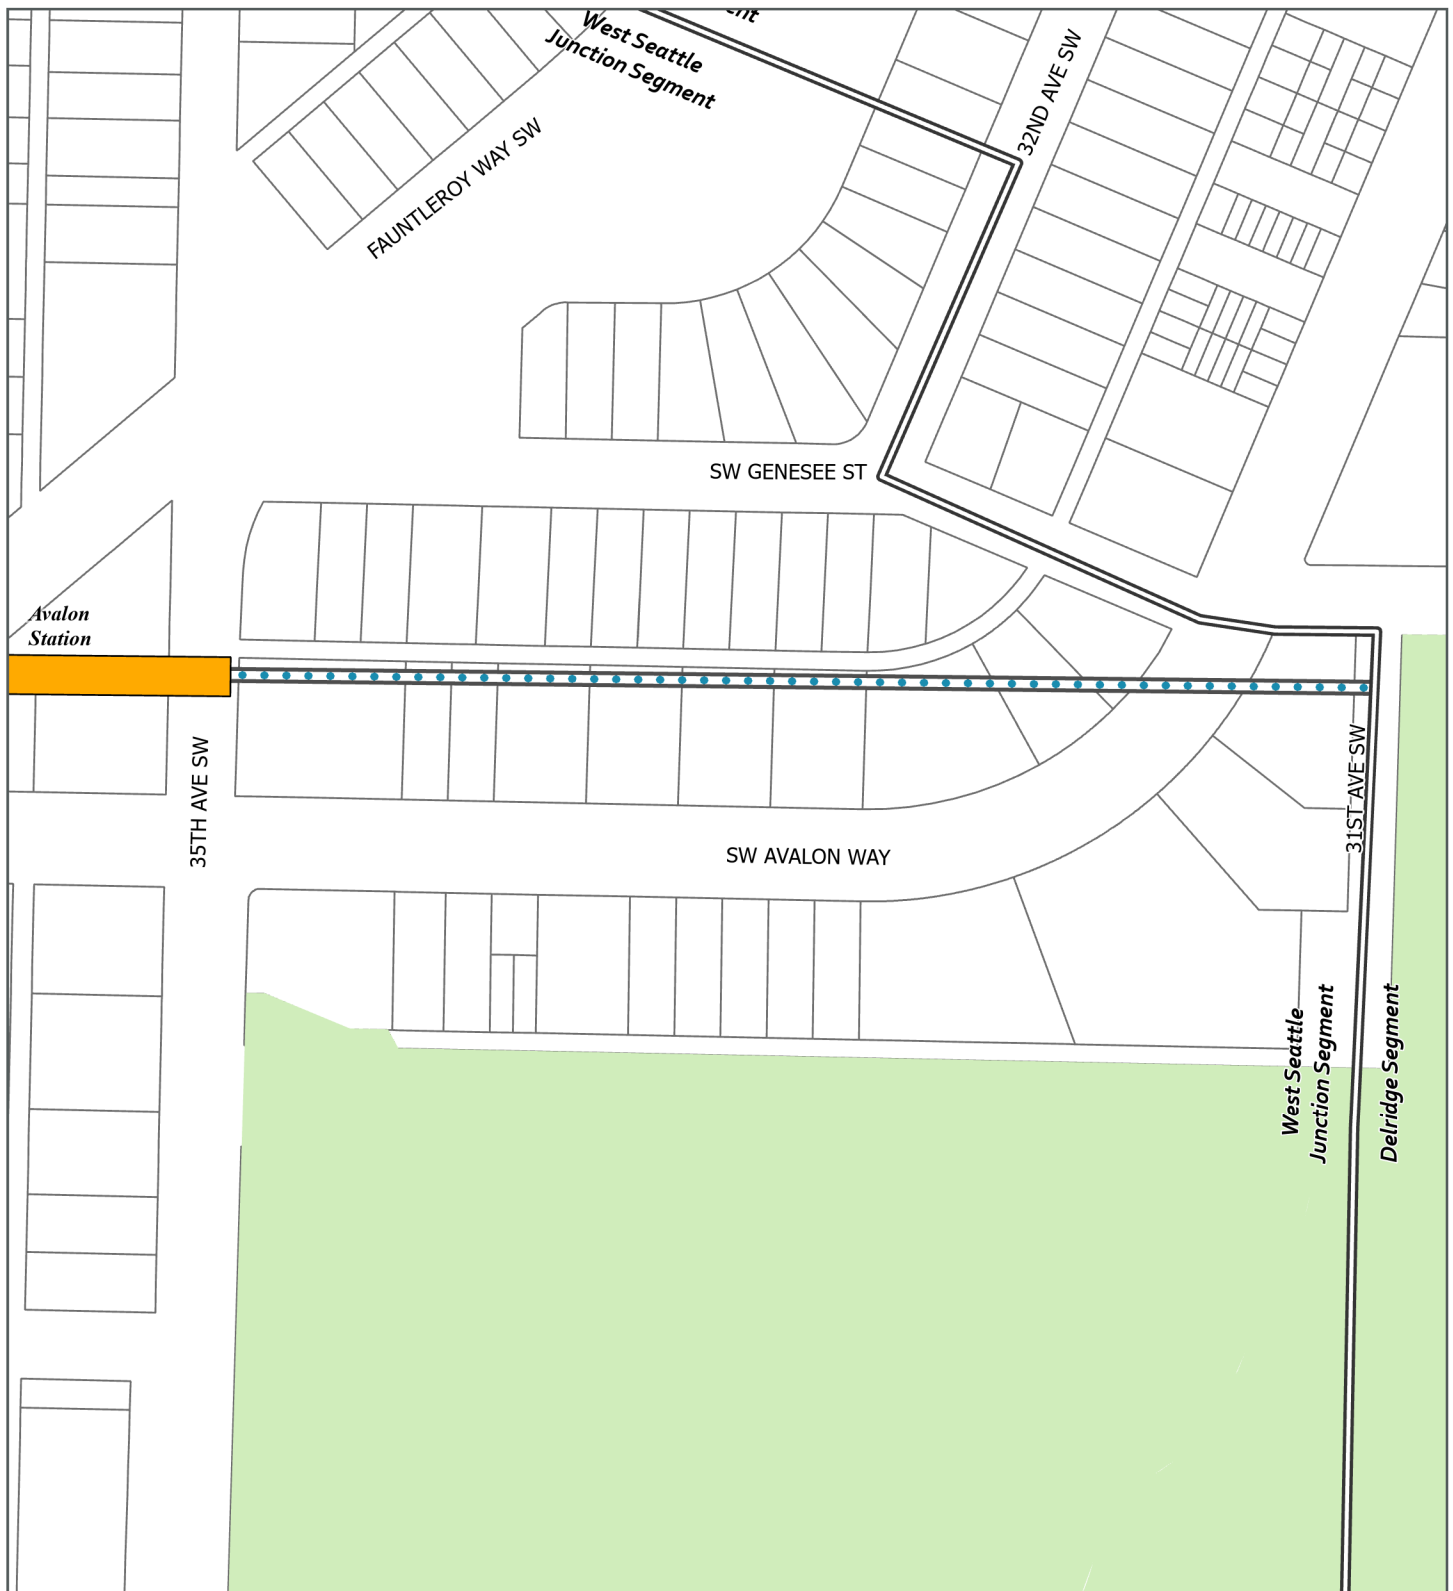 West Seattle
Junction Segment
32ND AVE SW
FAUNTLEROY WAY SW
SW GENESEE ST
Avalon
Station
35TH AVE SW
31ST AVE SW
SW AVALON WAY
West Seattle
Junction Segment
Delridge Segment